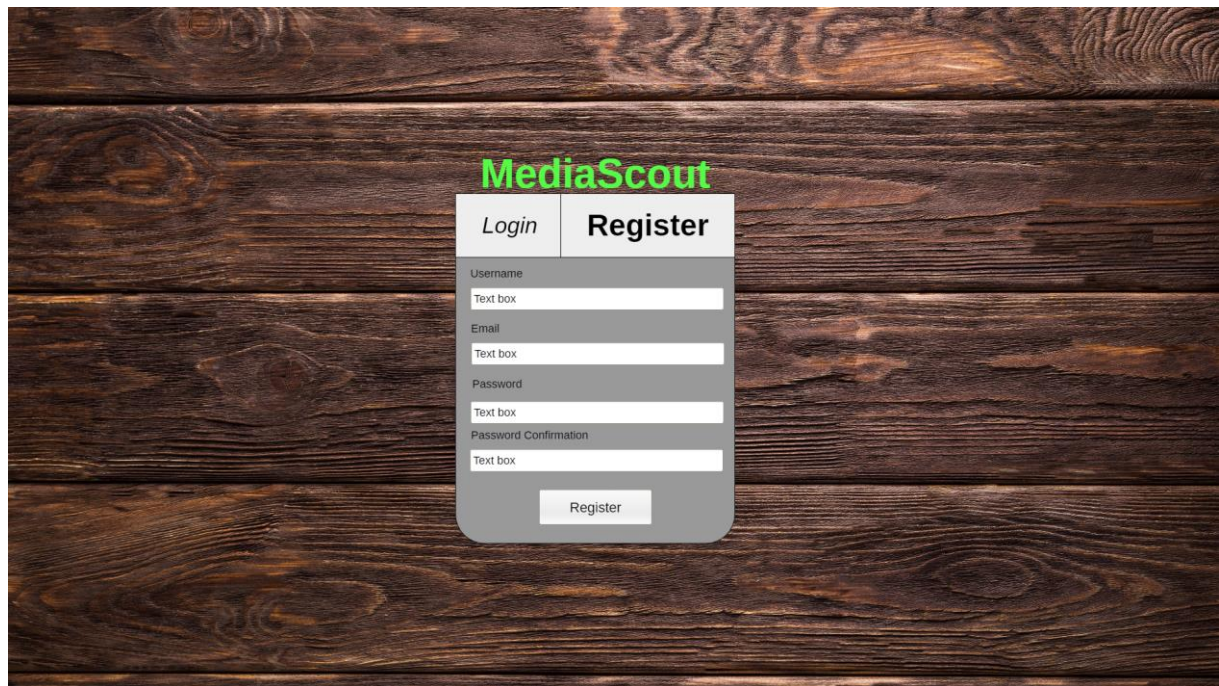 MediaScout
Login Register
Username
Text box
Email
Text box
Password
Text box
Password Confirmation
Text box
Register